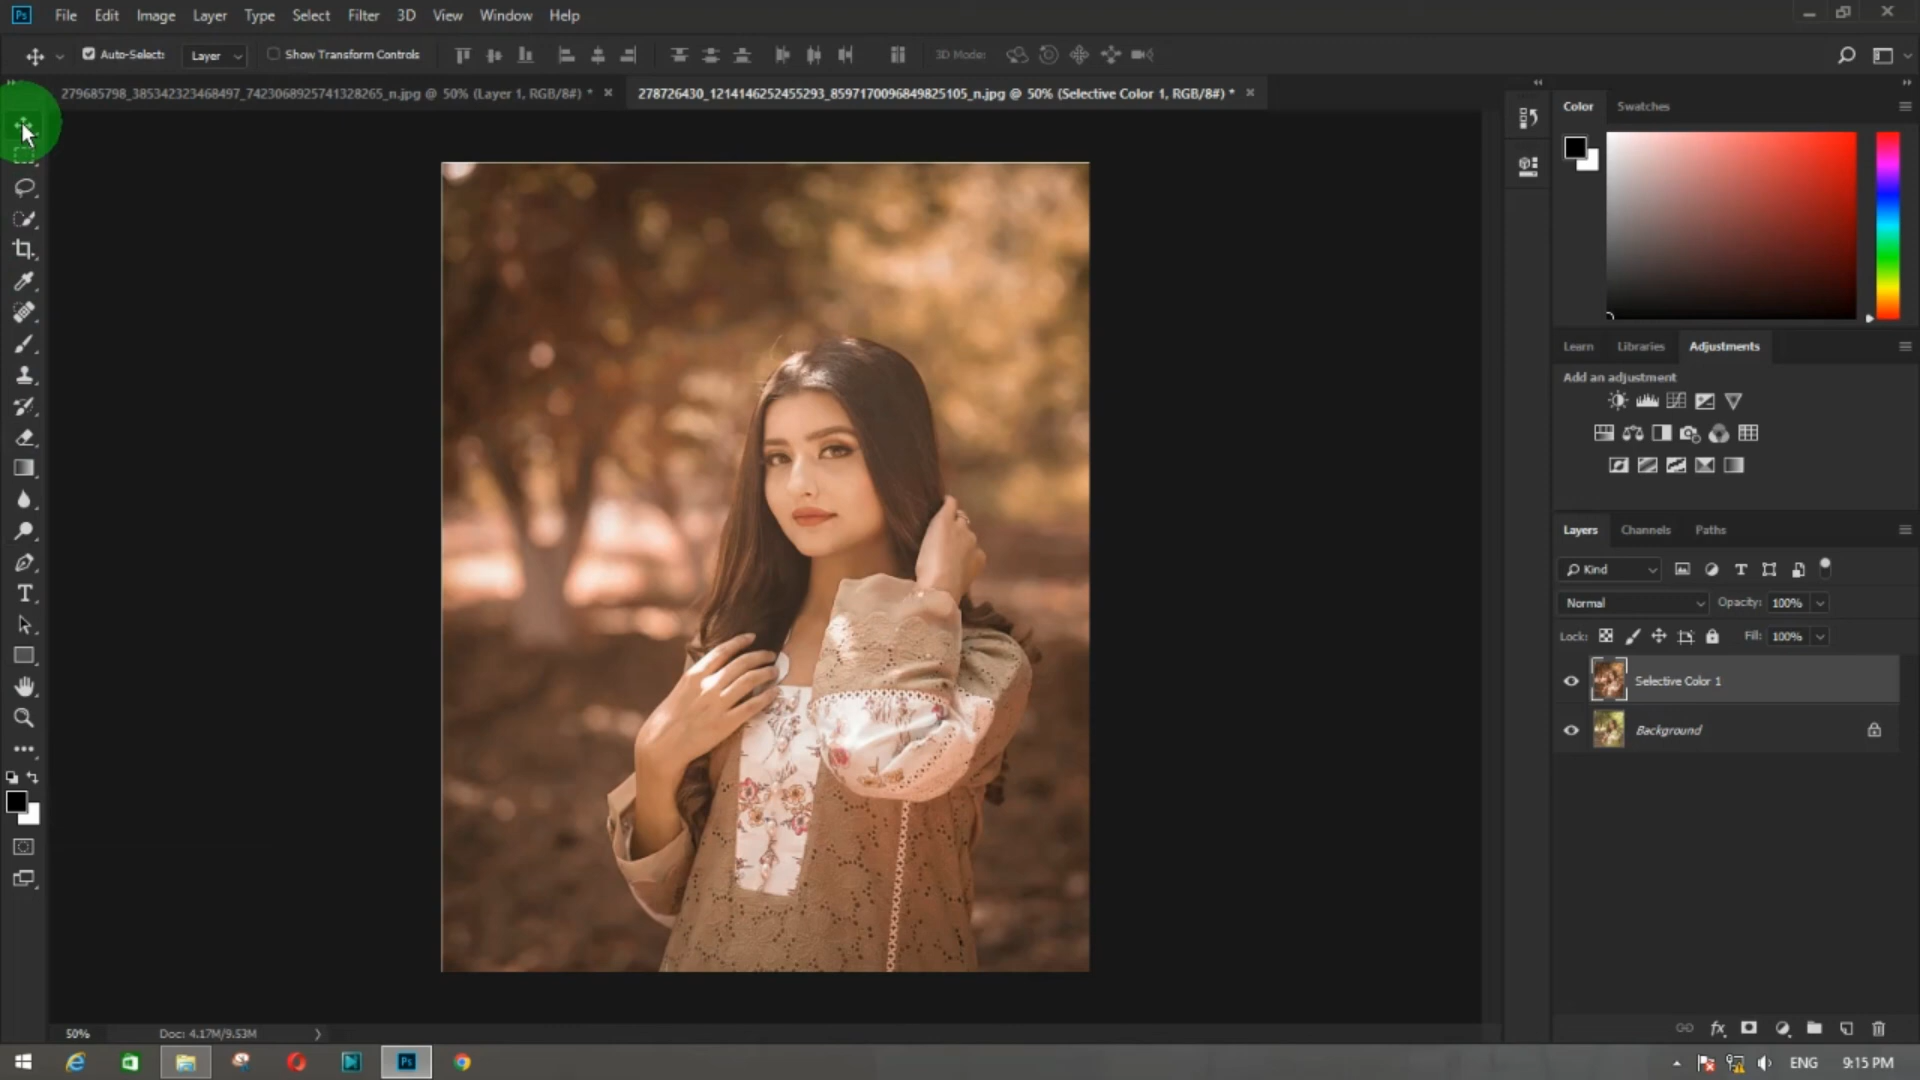 Ps File Edit Image Layer Type Select Filter 3D View Window Help
Auto-Select: Layer Show Transform Controls 3D Mode:
279685798_385342323468497_7423068925741328265_n.jpg @ 50% (Layer 1, RGB/8#) * × 278726430_1214146252455293_8597170096849825105_n.jpg @ 50% (Selective Color 1, RGB/8#) * ×
Color Swatches
Learn Libraries Adjustments
Add an adjustment
Layers Channels Paths
Kind
Normal Opacity: 100%
Lock: Fill: 100%
Selective Color 1
Background
50% Doc: 4.17M/9.53M
Ps ENG 9:15 PM